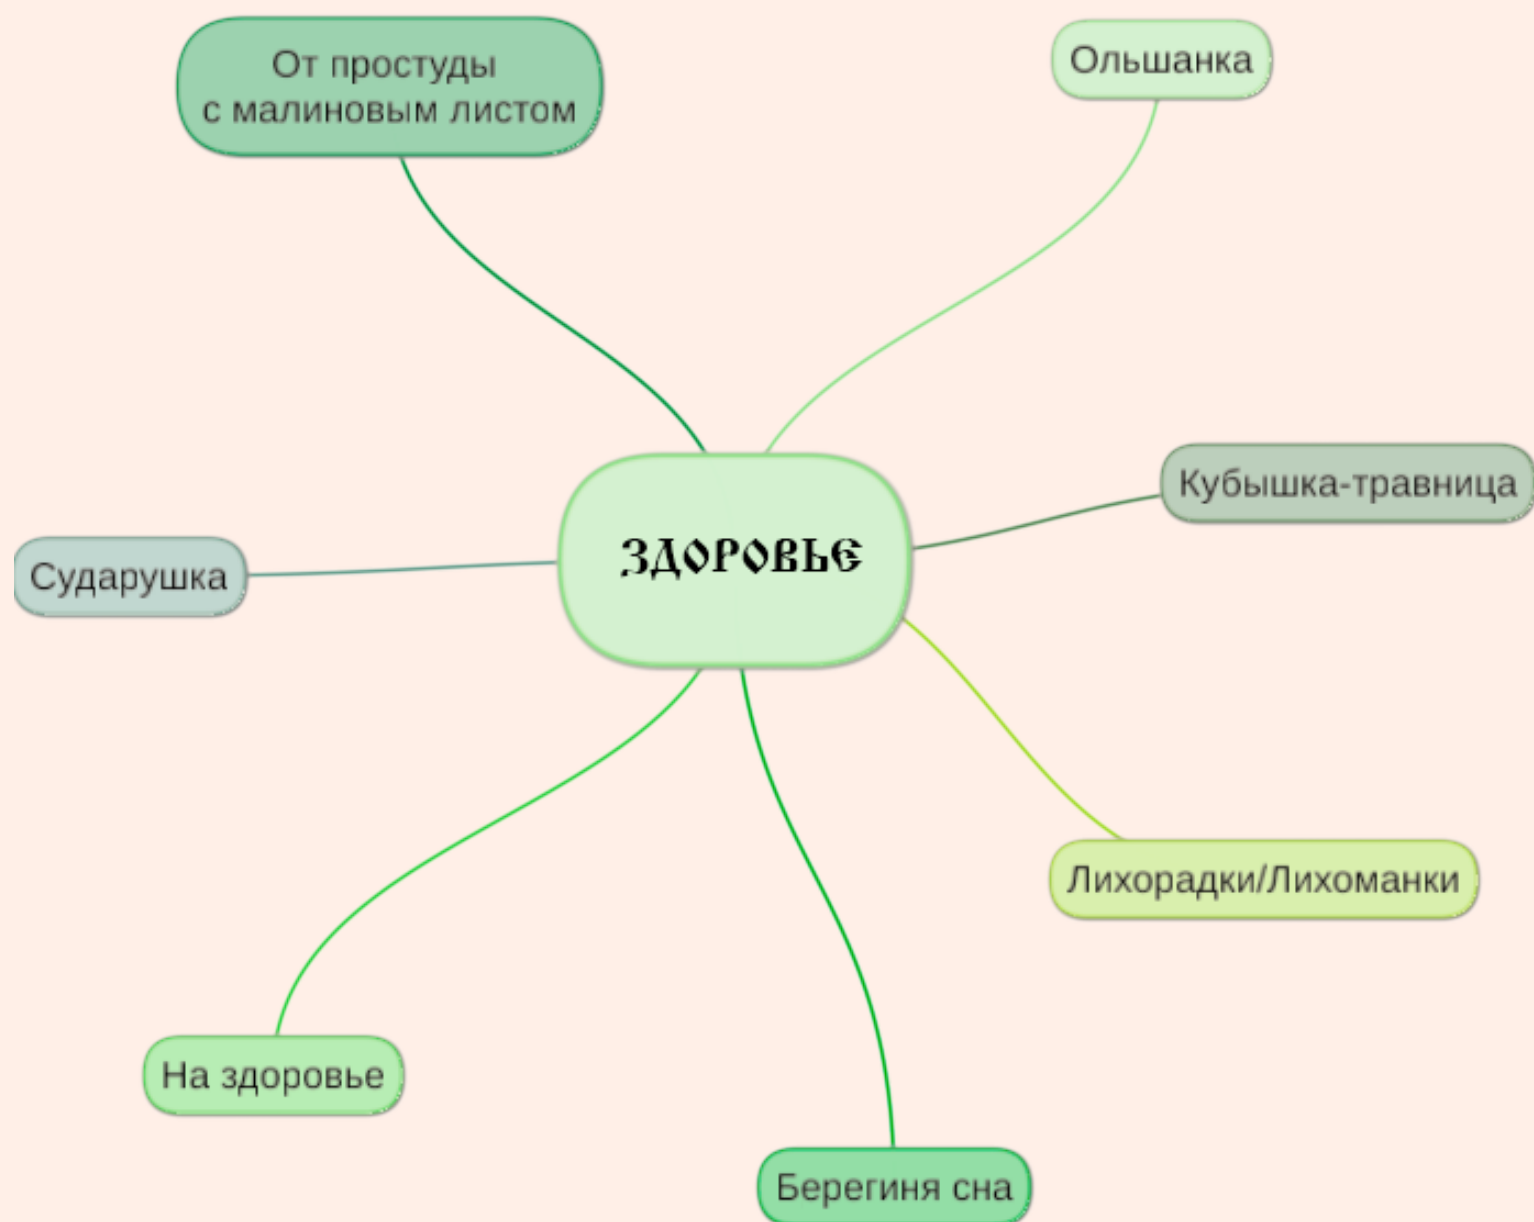 От простуды
с малиновым листом
Ольшанка
Кубышка-травница
ЗДОРОВЬЕ
Сударушка
Лихорадки/Лихоманки
На здоровье
Берегиня сна